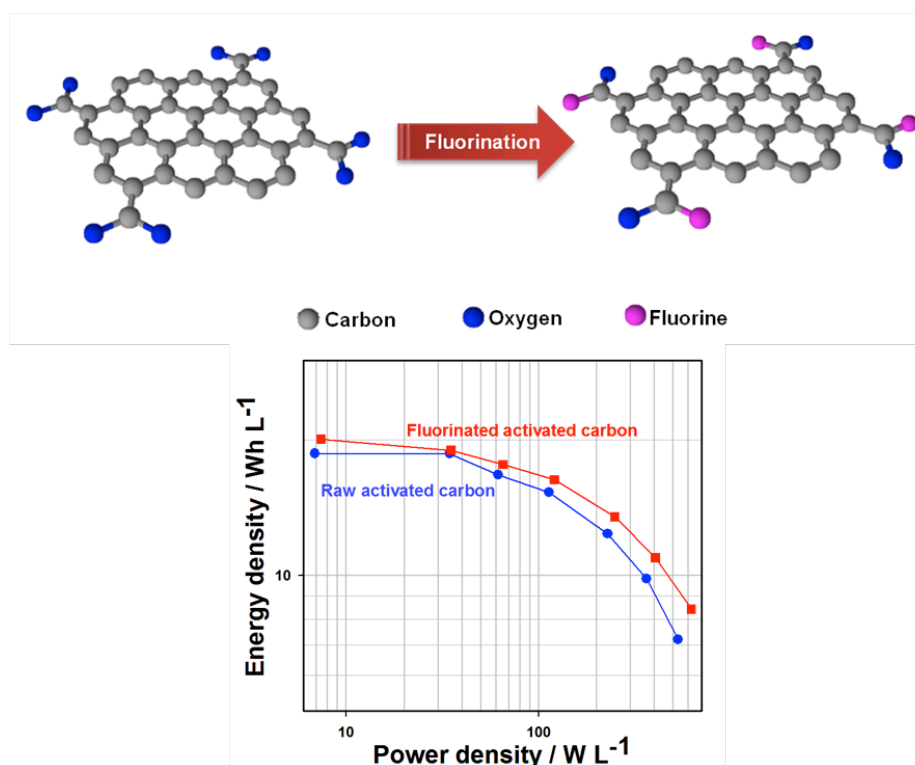 Fluorination
Carbon
Oxygen
Fluorine
Energy density / Wh L-1
Fluorinated activated carbon
Raw activated carbon
10
10
100
Power density / W L-1